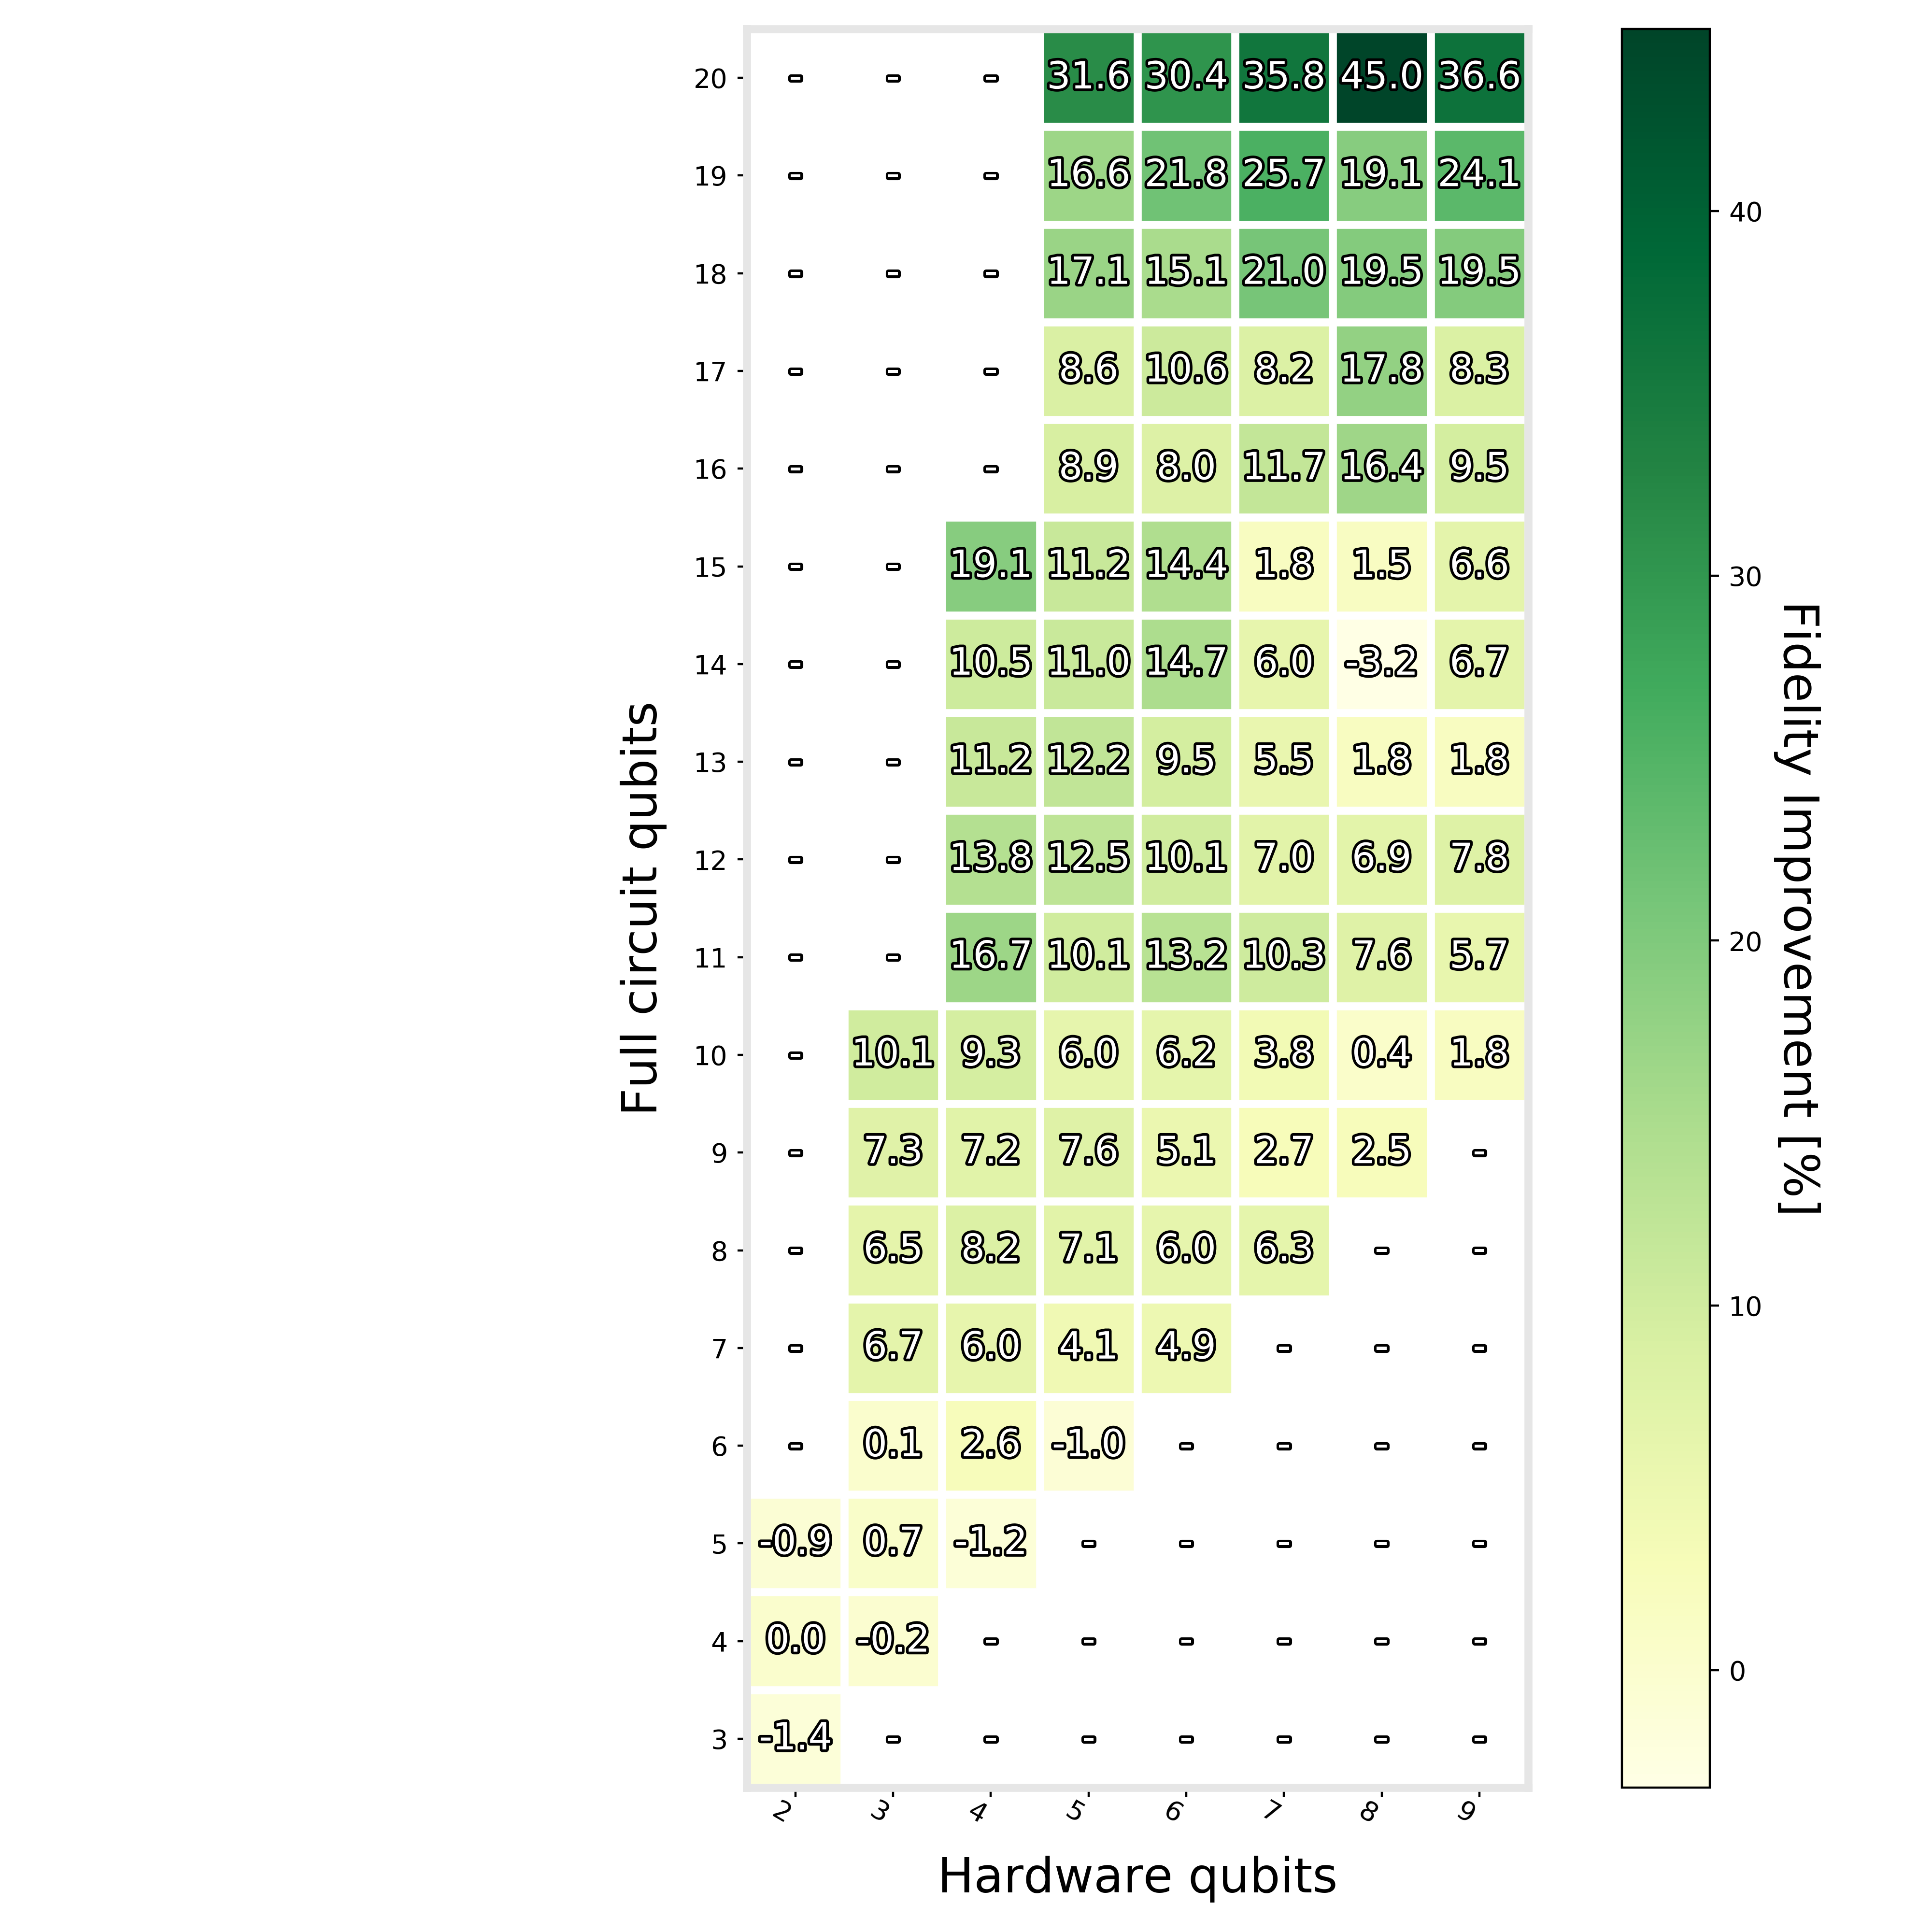 20 - - - 31.6 30.4 35.8 45.0 36.6
19 - - - 16.6 21.8 25.7 19.1 24.1
18 - - - 17.1 15.1 21.0 19.5 19.5
17 - - - 8.6 10.6 8.2 17.8 8.3
16 - - - 8.9 8.0 11.7 16.4 9.5
15 - - 19.1 11.2 14.4 1.8 1.5 6.6
14 - - 10.5 11.0 14.7 6.0 -3.2 6.7
13 - - 11.2 12.2 9.5 5.5 1.8 1.8
12 - - 13.8 12.5 10.1 7.0 6.9 7.8
11 - - 16.7 10.1 13.2 10.3 7.6 5.7
10 - 10.1 9.3 6.0 6.2 3.8 0.4 1.8
9 - 7.3 7.2 7.6 5.1 2.7 2.5 -
8 - 6.5 8.2 7.1 6.0 6.3 - -
7 - 6.7 6.0 4.1 4.9 - - -
6 - 0.1 2.6 -1.0 - - - -
5 -0.9 0.7 -1.2 - - - - -
4 0.0 -0.2 - - - - - -
3 -1.4 - - - - - - -
2 3 4 5 6 7 8 9
Hardware qubits
Full circuit qubits
40
30
20
10
0
Fidelity Improvement [%]